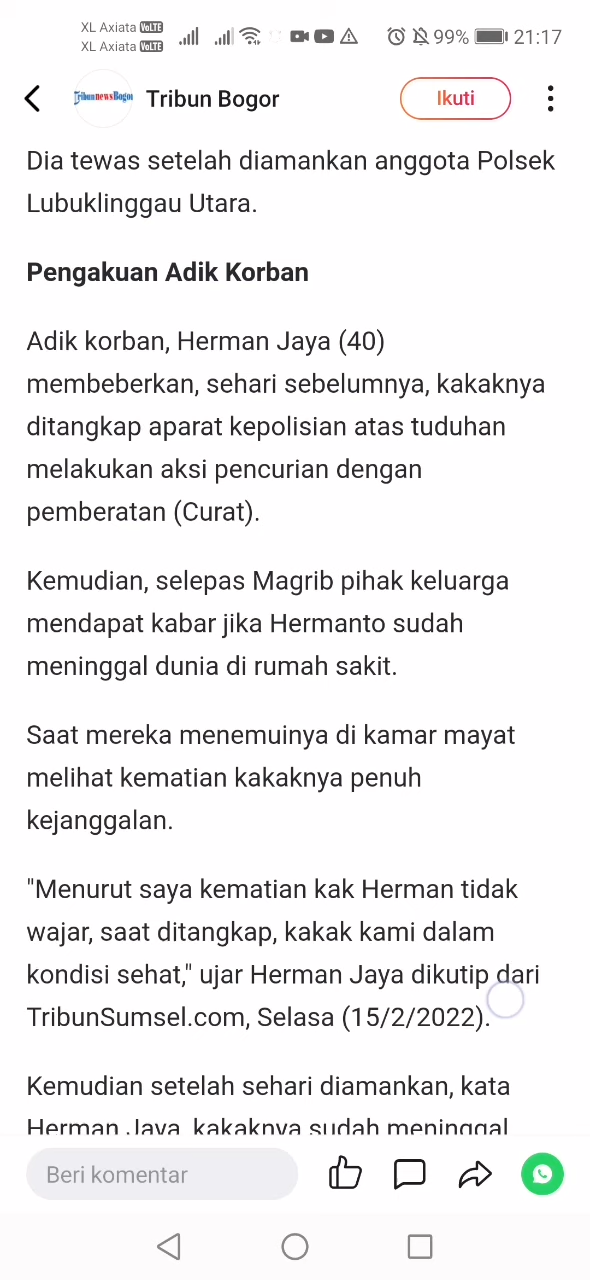 XL Axiata VoLTE
XL Axiata VoLTE
99% 21:17
TribunnewsBogor
Tribun Bogor
Ikuti
Dia tewas setelah diamankan anggota Polsek
Lubuklinggau Utara.
Pengakuan Adik Korban
Adik korban, Herman Jaya (40)
membeberkan, sehari sebelumnya, kakaknya
ditangkap aparat kepolisian atas tuduhan
melakukan aksi pencurian dengan
pemberatan (Curat).
Kemudian, selepas Magrib pihak keluarga
mendapat kabar jika Hermanto sudah
meninggal dunia di rumah sakit.
Saat mereka menemuinya di kamar mayat
melihat kematian kakaknya penuh
kejanggalan.
"Menurut saya kematian kak Herman tidak
wajar, saat ditangkap, kakak kami dalam
kondisi sehat," ujar Herman Jaya dikutip dari
TribunSumsel.com, Selasa (15/2/2022).
Kemudian setelah sehari diamankan, kata
Herman Jaya, kakaknya sudah meninggal
Beri komentar